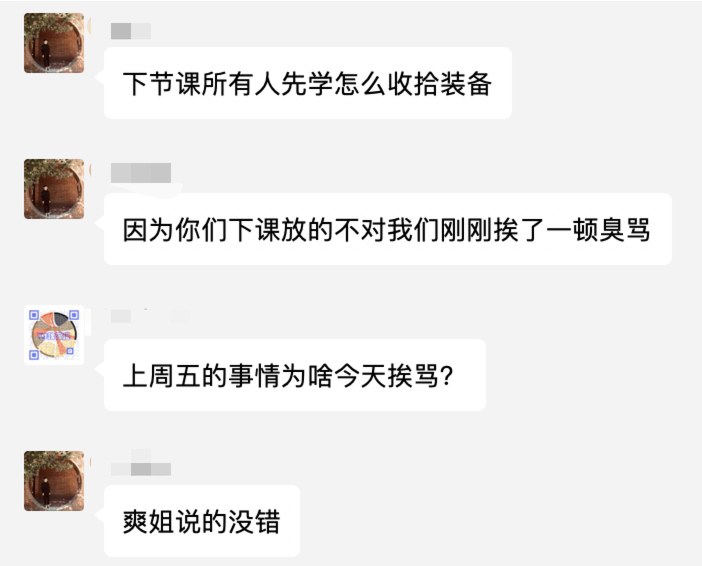 下节课所有人先学怎么收拾装备
因为你们下课放的不对我们刚刚挨了一顿臭骂
上周五的事情为啥今天挨骂？
爽姐说的没错